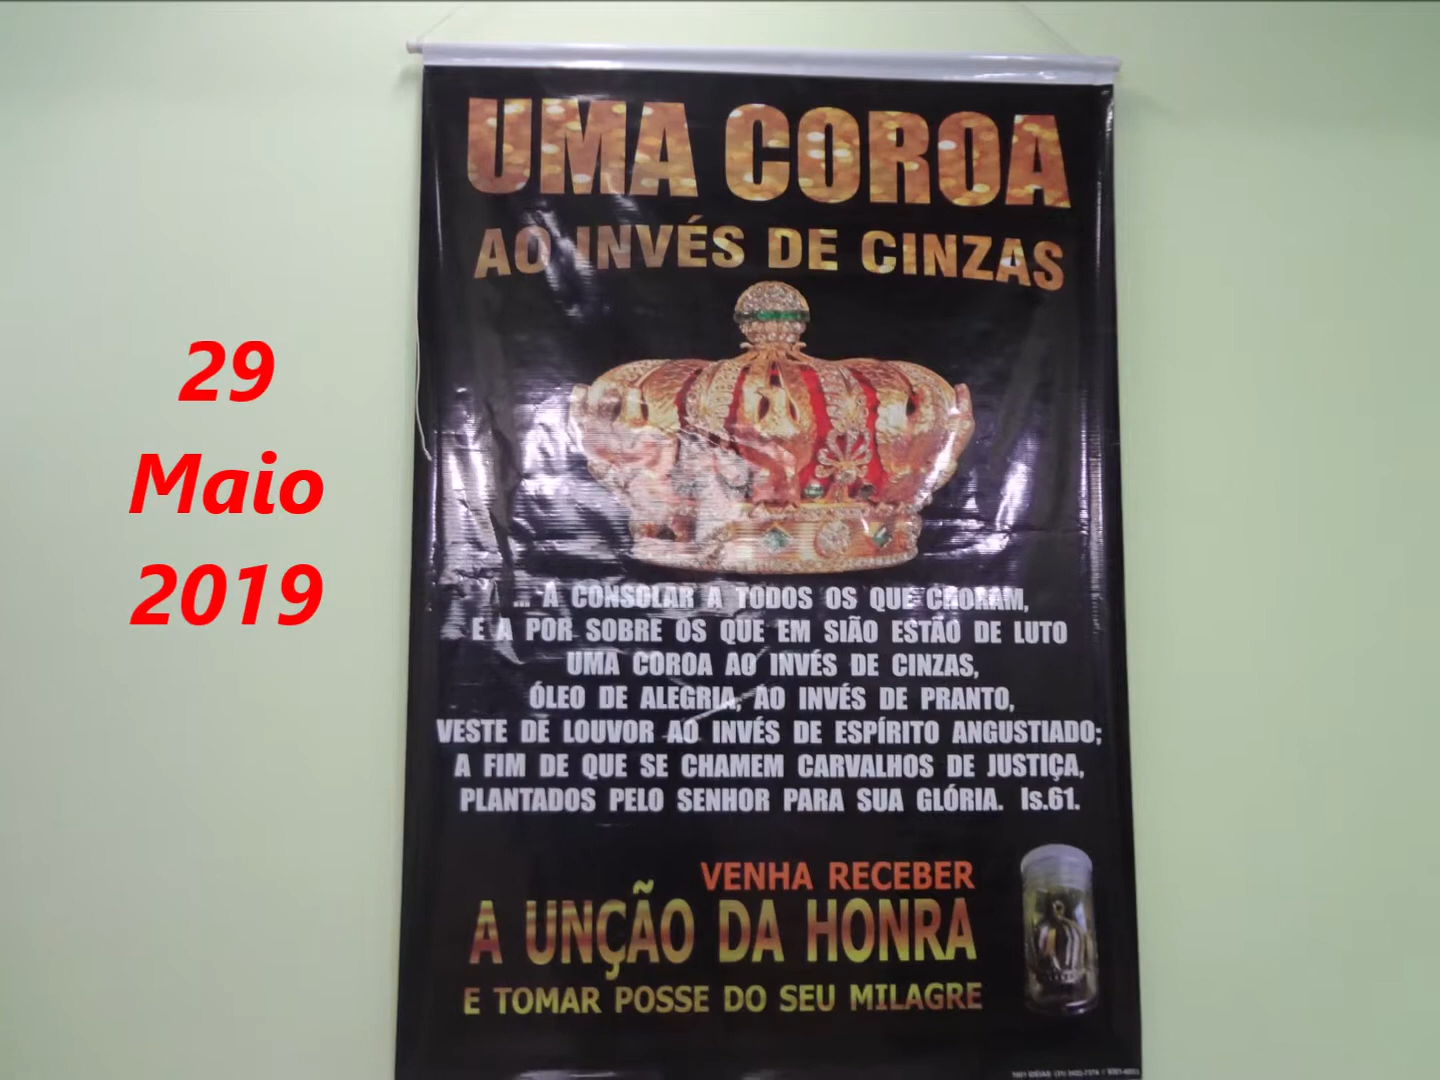 UMA COROA
AO INVÉS DE CINZAS
29
Maio
2019
... A CONSOLAR A TODOS OS QUE CHORAM,
E A POR SOBRE OS QUE EM SIÃO ESTÃO DE LUTO
UMA COROA AO INVÉS DE CINZAS,
ÓLEO DE ALEGRIA, AO INVÉS DE PRANTO,
VESTE DE LOUVOR AO INVÉS DE ESPÍRITO ANGUSTIADO;
A FIM DE QUE SE CHAMEM CARVALHOS DE JUSTIÇA,
PLANTADOS PELO SENHOR PARA SUA GLÓRIA. Is.61.
VENHA RECEBER
A UNÇÃO DA HONRA
E TOMAR POSSE DO SEU MILAGRE